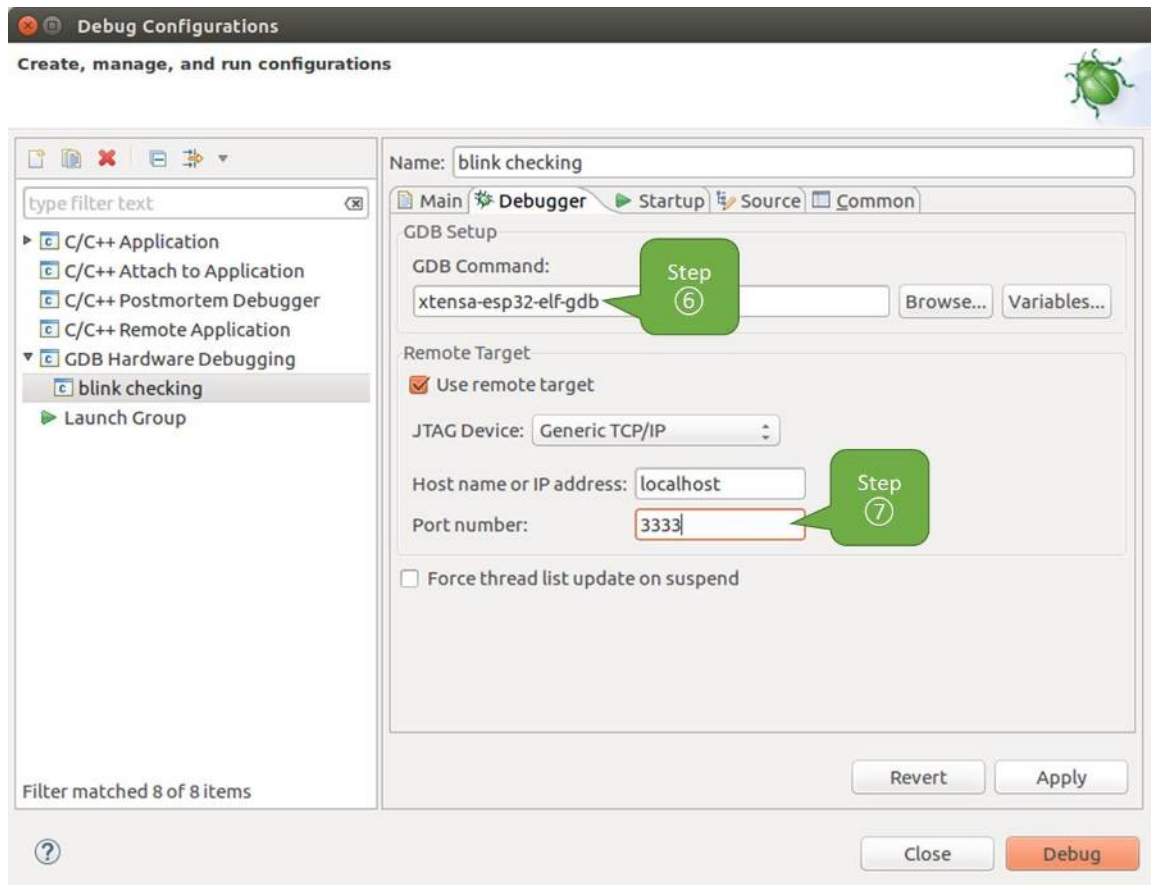 Debug Configurations
Create, manage, and run configurations
type filter text
C/C++ Application
C/C++ Attach to Application
C/C++ Postmortem Debugger
C/C++ Remote Application
GDB Hardware Debugging
blink checking
Launch Group
Filter matched 8 of 8 items
Name: blink checking
Main Debugger Startup Source Common
GDB Setup
GDB Command:
xtensa-esp32-elf-gdb Browse... Variables...
Step
⑥
Remote Target
Use remote target
JTAG Device: Generic TCP/IP
Host name or IP address: localhost
Port number: 3333
Step
⑦
Force thread list update on suspend
Revert Apply
Close Debug